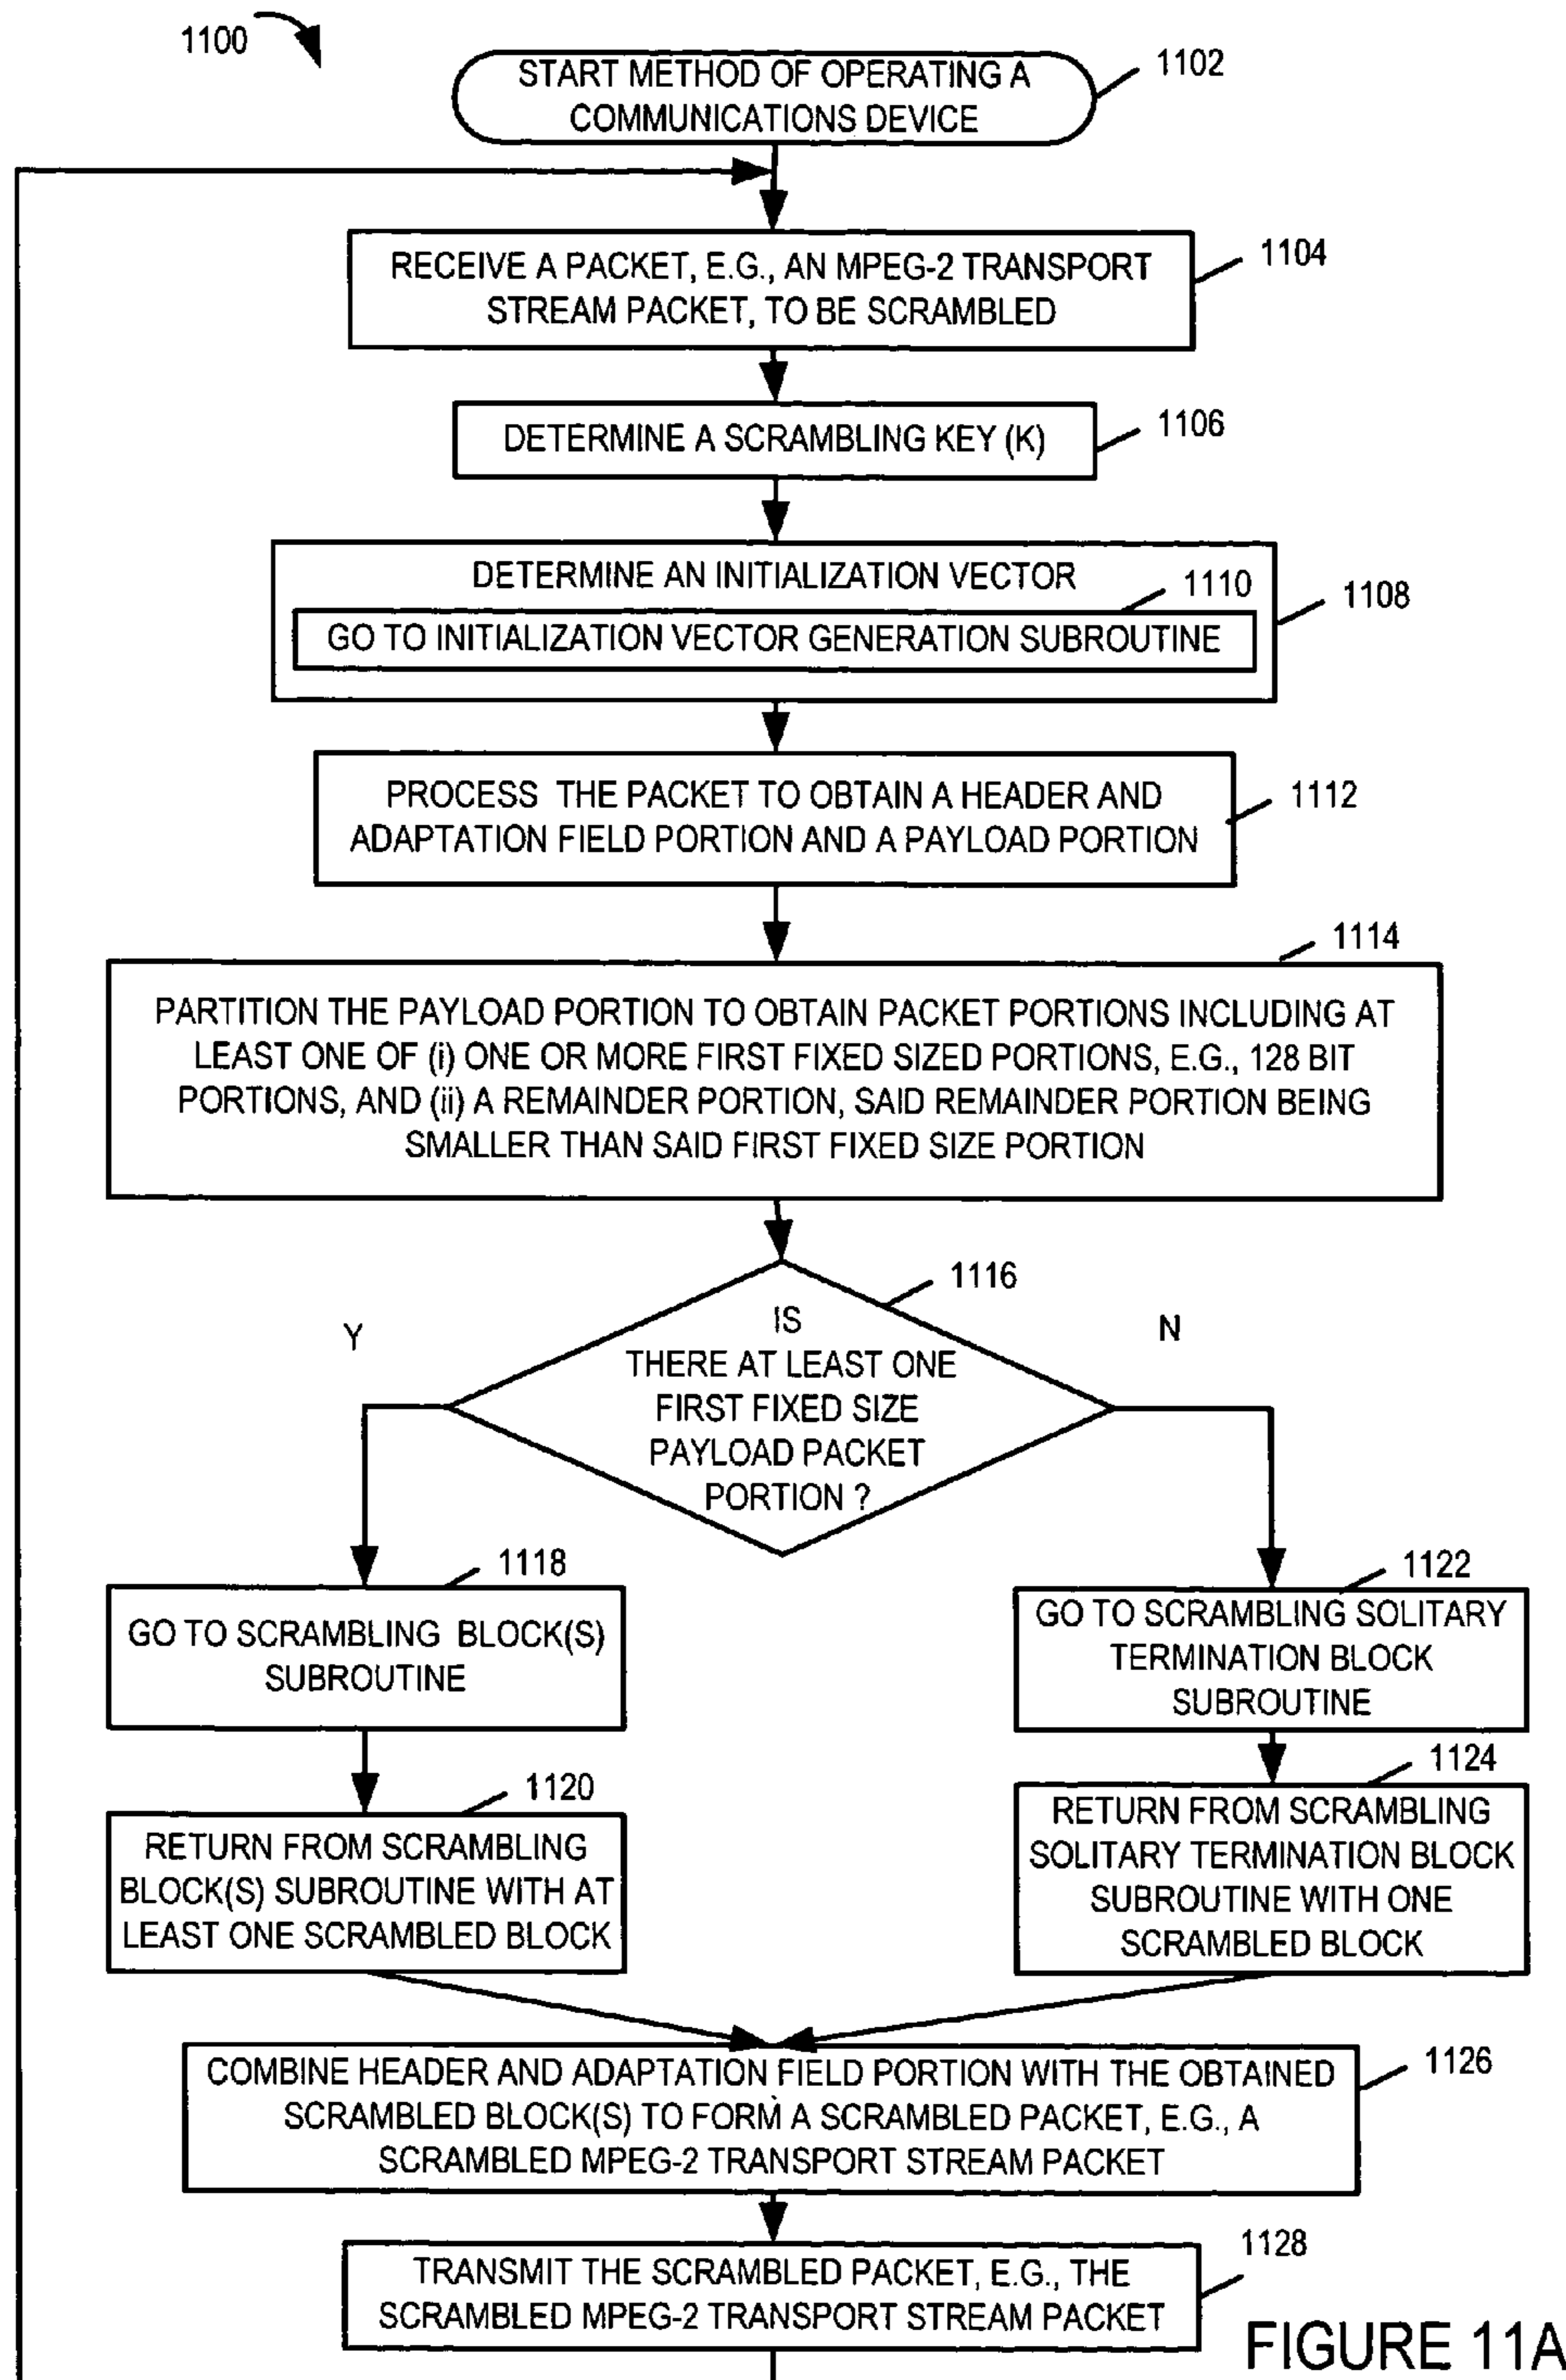 1100
START METHOD OF OPERATING A
COMMUNICATIONS DEVICE
1102
RECEIVE A PACKET, E.G., AN MPEG-2 TRANSPORT
STREAM PACKET, TO BE SCRAMBLED
1104
DETERMINE A SCRAMBLING KEY (K)
1106
DETERMINE AN INITIALIZATION VECTOR
1110
1108
GO TO INITIALIZATION VECTOR GENERATION SUBROUTINE
PROCESS THE PACKET TO OBTAIN A HEADER AND
ADAPTATION FIELD PORTION AND A PAYLOAD PORTION
1112
1114
PARTITION THE PAYLOAD PORTION TO OBTAIN PACKET PORTIONS INCLUDING AT
LEAST ONE OF (i) ONE OR MORE FIRST FIXED SIZED PORTIONS, E.G., 128 BIT
PORTIONS, AND (ii) A REMAINDER PORTION, SAID REMAINDER PORTION BEING
SMALLER THAN SAID FIRST FIXED SIZE PORTION
1116
Y
N
IS
THERE AT LEAST ONE
FIRST FIXED SIZE
PAYLOAD PACKET
PORTION ?
1118
GO TO SCRAMBLING BLOCK(S)
SUBROUTINE
1122
GO TO SCRAMBLING SOLITARY
TERMINATION BLOCK
SUBROUTINE
1120
RETURN FROM SCRAMBLING
BLOCK(S) SUBROUTINE WITH AT
LEAST ONE SCRAMBLED BLOCK
1124
RETURN FROM SCRAMBLING
SOLITARY TERMINATION BLOCK
SUBROUTINE WITH ONE
SCRAMBLED BLOCK
COMBINE HEADER AND ADAPTATION FIELD PORTION WITH THE OBTAINED
SCRAMBLED BLOCK(S) TO FORM A SCRAMBLED PACKET, E.G., A
SCRAMBLED MPEG-2 TRANSPORT STREAM PACKET
1126
TRANSMIT THE SCRAMBLED PACKET, E.G., THE
SCRAMBLED MPEG-2 TRANSPORT STREAM PACKET
1128
FIGURE 11A